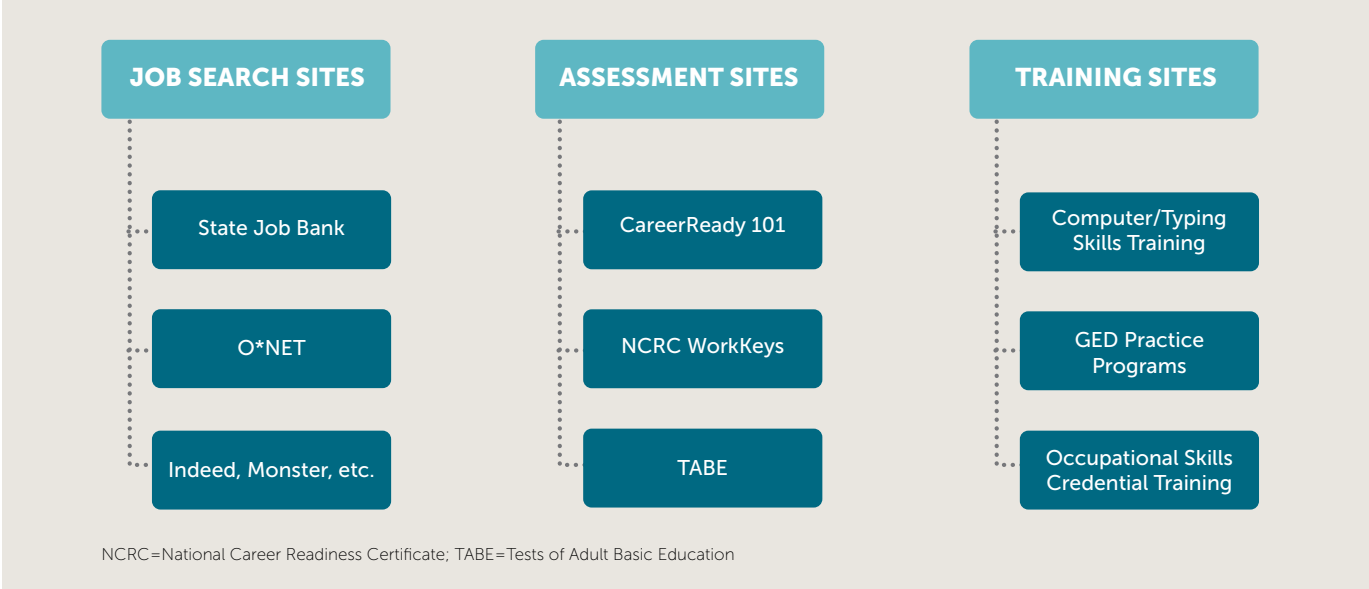 JOB SEARCH SITES
State Job Bank
O*NET
Indeed, Monster, etc.
ASSESSMENT SITES
CareerReady 101
NCRC WorkKeys
TABE
TRAINING SITES
Computer/Typing
Skills Training
GED Practice
Programs
Occupational Skills
Credential Training
NCRC=National Career Readiness Certificate; TABE=Tests of Adult Basic Education